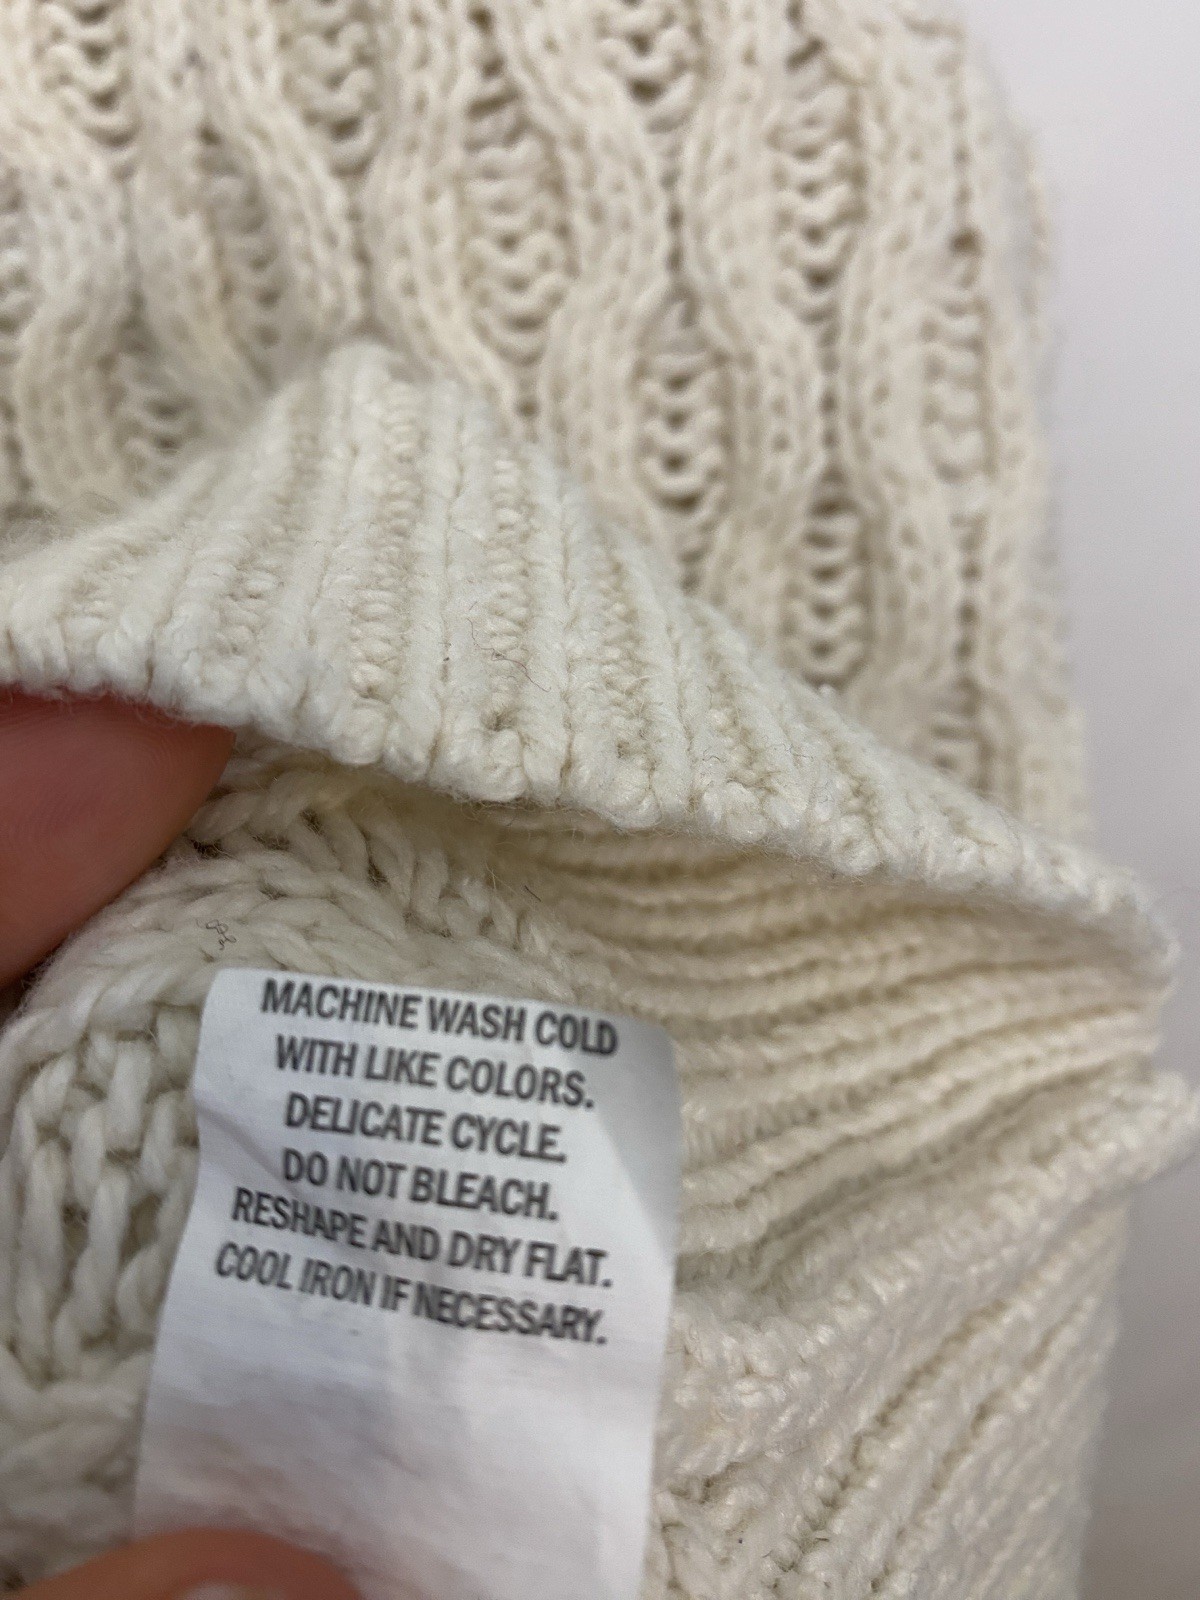 MACHINE WASH COLD
WITH LIKE COLORS.
DELICATE CYCLE.
DO NOT BLEACH.
RESHAPE AND DRY FLAT.
COOL IRON IF NECESSARY.